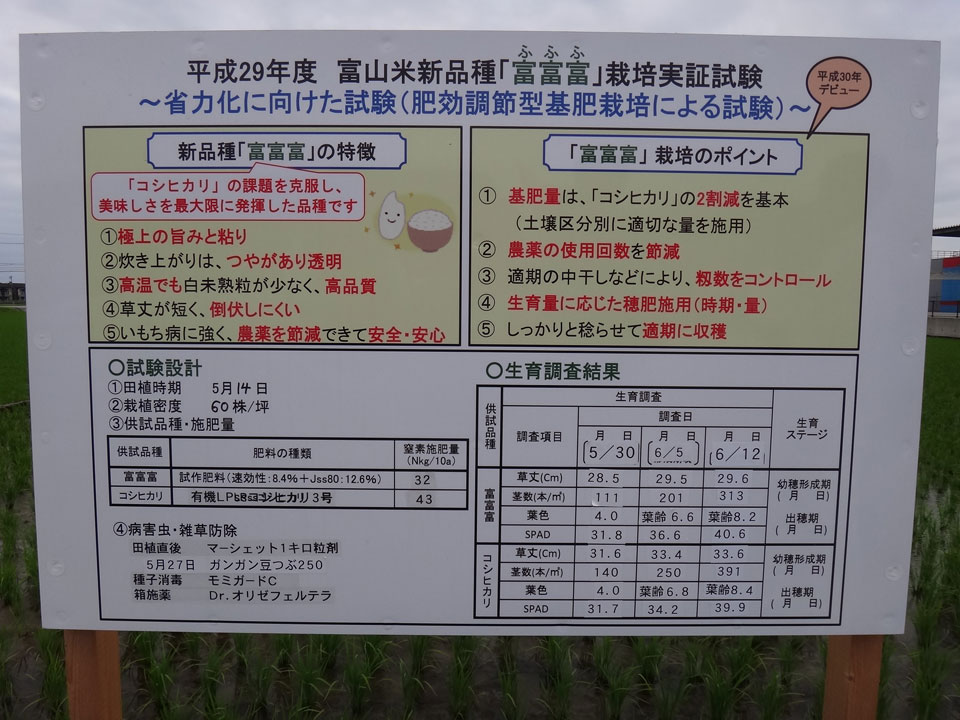 ふふふ
平成29年度 富山米新品種「富富富」栽培実証試験
～省力化に向けた試験(肥効調節型基肥栽培による試験)～
平成30年
デビュー
新品種「富富富」の特徴
「コシヒカリ」の課題を克服し、
美味しさを最大限に発揮した品種です
①極上の旨みと粘り
②炊き上がりは、つやがあり透明
③高温でも白未熟粒が少なく、高品質
④草丈が短く、倒伏しにくい
⑤いもち病に強く、農薬を節減できて安全・安心
「富富富」栽培のポイント
① 基肥量は、「コシヒカリ」の2割減を基本
(土壌区分別に適切な量を施用)
② 農薬の使用回数を節減
③ 適期の中干しなどにより、籾数をコントロール
④ 生育量に応じた穂肥施用(時期・量)
⑤ しっかりと稔らせて適期に収穫
○試験設計
①田植時期 5月14日
②栽植密度 60株/坪
③供試品種・施肥量
供試品種 肥料の種類 窒素施肥量(Nkg/10a)
富富富 試作肥料(速効性:8.4%+Jss80:12.6%) 32
コシヒカリ 有機LP コシヒカリ3号 43
④病害虫・雑草防除
田植直後 マーシェット1キロ粒剤
5月27日 ガンガン豆つぶ250
種子消毒 モミガードC
箱施薬 Dr.オリゼフェルテラ
○生育調査結果
供試品種 生育調査 生育ステージ
調査項目 調査日
月 日 月 日 月 日
(5/30) (6/5) (6/12)
富富富
草丈(Cm) 28.5 29.5 29.6
茎数(本/㎡) 111 201 313
葉色 4.0 葉齢6.6 葉齢8.2
SPAD 31.8 36.6 40.6
幼穂形成期
(月 日)
出穂期
(月 日)
コシヒカリ
草丈(Cm) 31.6 33.4 33.6
茎数(本/㎡) 140 250 391
葉色 4.0 葉齢6.8 葉齢8.4
SPAD 31.7 34.2 39.9
幼穂形成期
(月 日)
出穂期
(月 日)